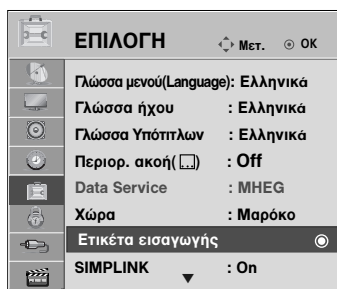 ΕΠΙΛΟΓΗ Μετ. OK
Γλώσσα μενού(Language): Ελληνικά
Γλώσσα ήχου : Ελληνικά
Γλώσσα Υπότιτλων : Ελληνικά
Περιορ. ακοή( ) : Off
Data Service : MHEG
Χώρα : Μαρόκο
Ετικέτα εισαγωγής
SIMPLINK : On